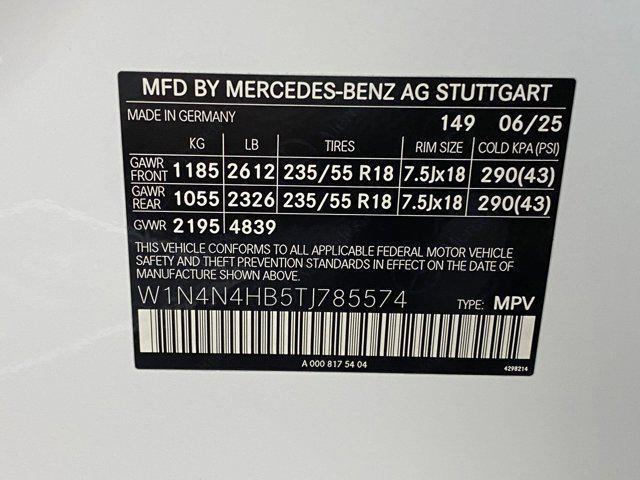 MFD BY MERCEDES-BENZ AG STUTTGART
MADE IN GERMANY 149 06/25
KG LB TIRES RIM SIZE COLD KPA (PSI)
GAWR FRONT 1185 2612 235/55 R18 7.5Jx18 290(43)
GAWR REAR 1055 2326 235/55 R18 7.5Jx18 290(43)
GVWR 2195 4839
THIS VEHICLE CONFORMS TO ALL APPLICABLE FEDERAL MOTOR VEHICLE
SAFETY AND THEFT PREVENTION STANDARDS IN EFFECT ON THE DATE OF
MANUFACTURE SHOWN ABOVE.
W1N4N4HB5TJ785574 TYPE: MPV
A 000 817 54 04
4298214